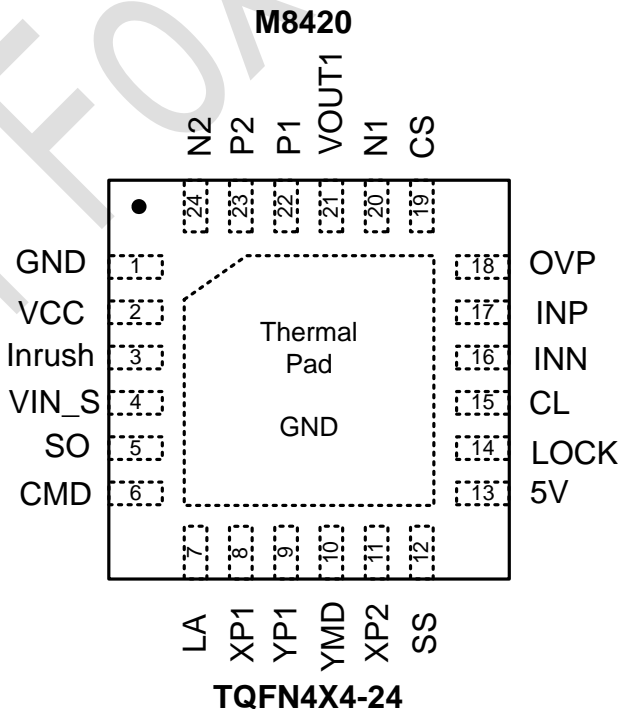 M8420
N2 P2 P1 VOUT1 N1 CS
24 23 22 21 20 19
GND 1 18 OVP
VCC 2 17 INP
Inrush 3 16 INN
VIN_S 4 15 CL
SO 5 14 LOCK
CMD 6 13 5V
Thermal
Pad
GND
7 8 9 10 11 12
LA XP1 YP1 YMD XP2 SS
TQFN4X4-24